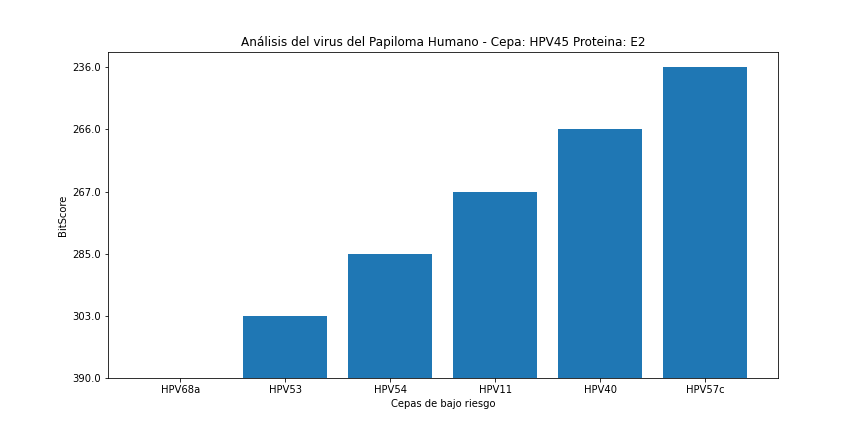 Análisis del virus del Papiloma Humano - Cepa: HPV45 Proteina: E2
236.0
266.0
267.0
285.0
303.0
390.0
BitScore
HPV68a
HPV53
HPV54
HPV11
HPV40
HPV57c
Cepas de bajo riesgo